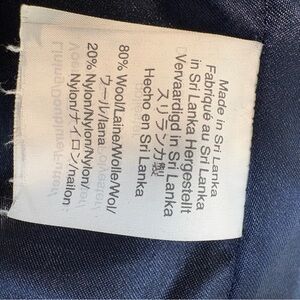 Made in Sri Lanka
Fabriqué au Sri Lanka
in Sri Lanka Hergestellt
Vervaardigd in Sri Lanka
スリランカ製
Hecho en Sri Lanka
80% Wool/Laine/Wolle/Wol/
ウール/lana
20% Nylon/Nylon/Nylon/
Nylon/ナイロン/nailon